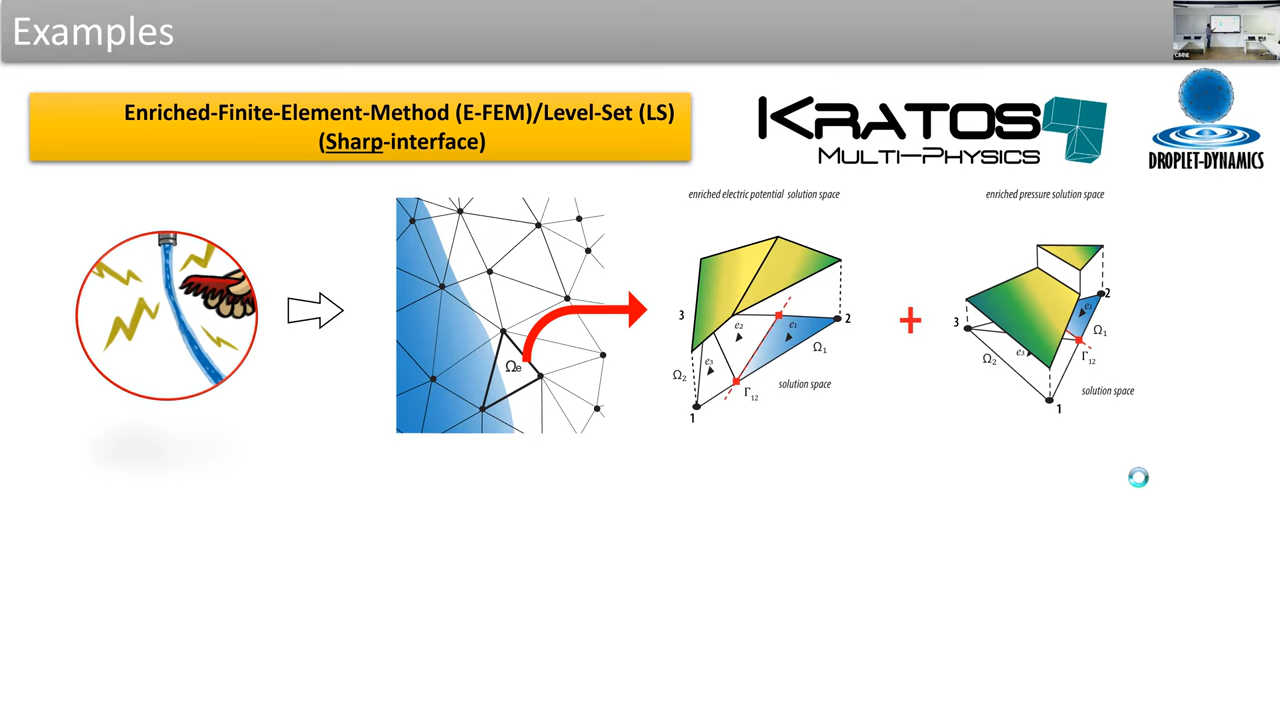 Examples
CIMNE
Enriched-Finite-Element-Method (E-FEM)/Level-Set (LS)
(Sharp-interface)
KRATOS
MULTI-PHYSICS
DROPLET-DYNAMICS
enriched electric potential solution space
enriched pressure solution space
Ωe
3
2
1
e₁
e₂
e₃
Ω₁
Ω₂
Γ₁₂
solution space
+
3
2
1
e₁
e₃
Ω₁
Ω₂
Γ₁₂
solution space